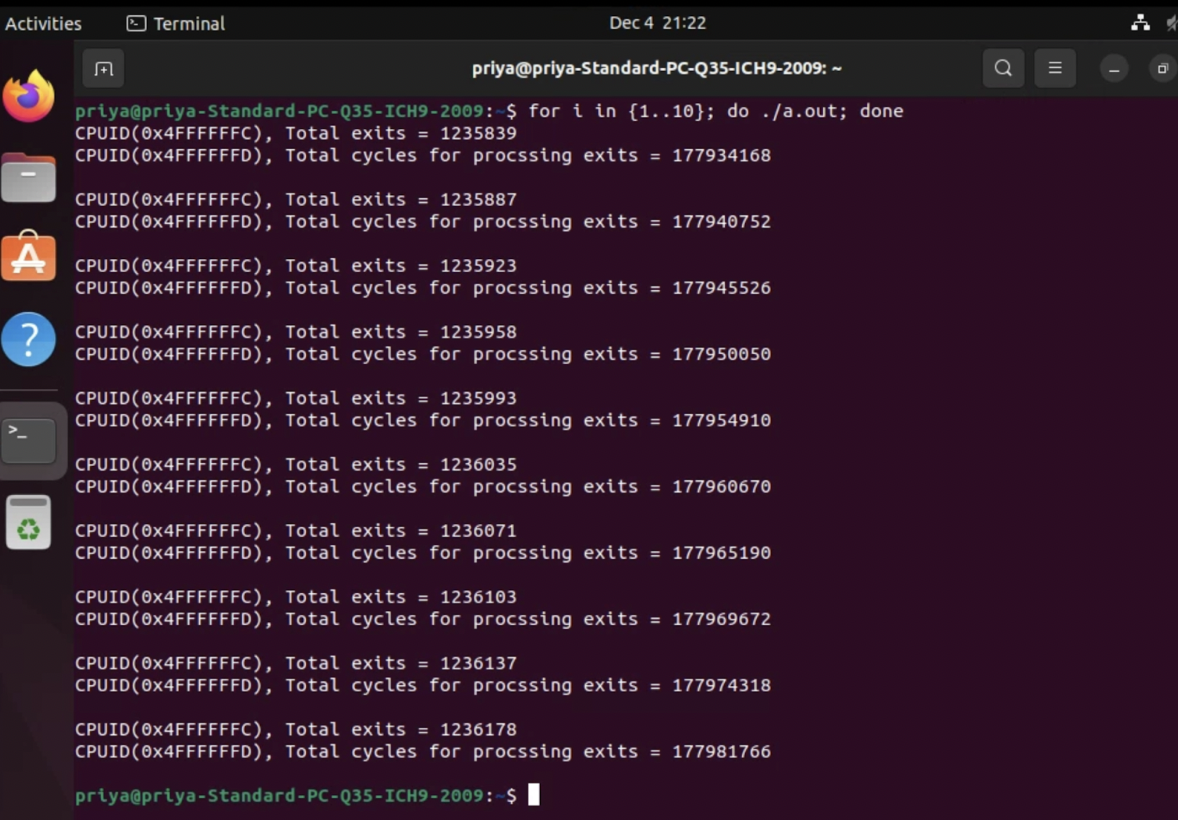 Activities
Terminal
Dec 4 21:22
priya@priya-Standard-PC-Q35-ICH9-2009: ~
priya@priya-Standard-PC-Q35-ICH9-2009:~$ for i in {1..10}; do ./a.out; done
CPUID(0x4FFFFFFC), Total exits = 1235839
CPUID(0x4FFFFFFD), Total cycles for procssing exits = 177934168
CPUID(0x4FFFFFFC), Total exits = 1235887
CPUID(0x4FFFFFFD), Total cycles for procssing exits = 177940752
CPUID(0x4FFFFFFC), Total exits = 1235923
CPUID(0x4FFFFFFD), Total cycles for procssing exits = 177945526
CPUID(0x4FFFFFFC), Total exits = 1235958
CPUID(0x4FFFFFFD), Total cycles for procssing exits = 177950050
CPUID(0x4FFFFFFC), Total exits = 1235993
CPUID(0x4FFFFFFD), Total cycles for procssing exits = 177954910
CPUID(0x4FFFFFFC), Total exits = 1236035
CPUID(0x4FFFFFFD), Total cycles for procssing exits = 177960670
CPUID(0x4FFFFFFC), Total exits = 1236071
CPUID(0x4FFFFFFD), Total cycles for procssing exits = 177965190
CPUID(0x4FFFFFFC), Total exits = 1236103
CPUID(0x4FFFFFFD), Total cycles for procssing exits = 177969672
CPUID(0x4FFFFFFC), Total exits = 1236137
CPUID(0x4FFFFFFD), Total cycles for procssing exits = 177974318
CPUID(0x4FFFFFFC), Total exits = 1236178
CPUID(0x4FFFFFFD), Total cycles for procssing exits = 177981766
priya@priya-Standard-PC-Q35-ICH9-2009:~$